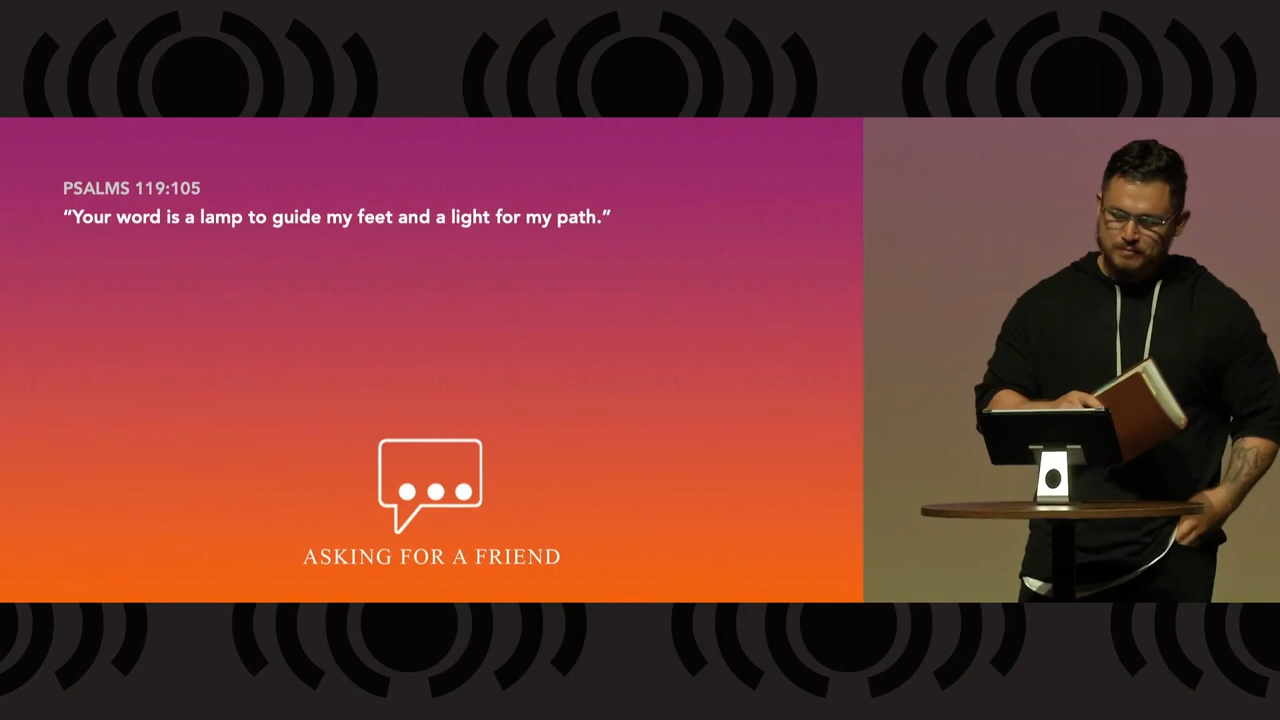 PSALMS 119:105
“Your word is a lamp to guide my feet and a light for my path.”
ASKING FOR A FRIEND